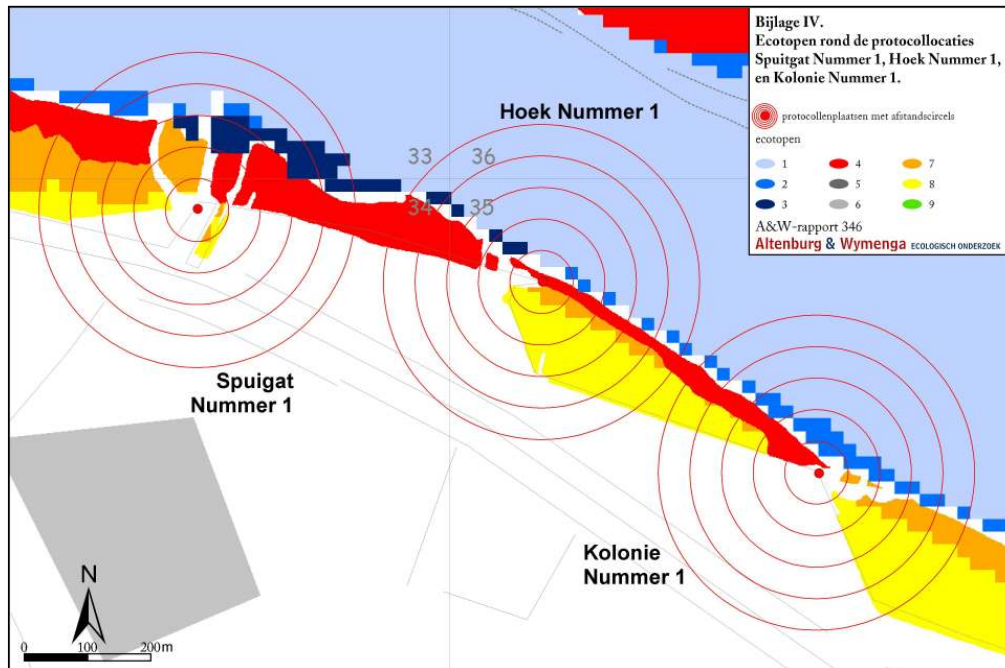 Bijlage IV.
Ecotopen rond de protocollocaties
Spuitgat Nummer 1, Hoek Nummer 1,
en Kolonie Nummer 1.
protocollenplaatsen met afstandscircels
ecotopen
1 4 7
2 5 8
3 6 9
A&W-rapport 346
Altenburg & Wymenga ECOLOGISCH ONDERZOEK
Hoek Nummer 1
33 36
34 35
Spuigat
Nummer 1
Kolonie
Nummer 1
N
0 100 200m